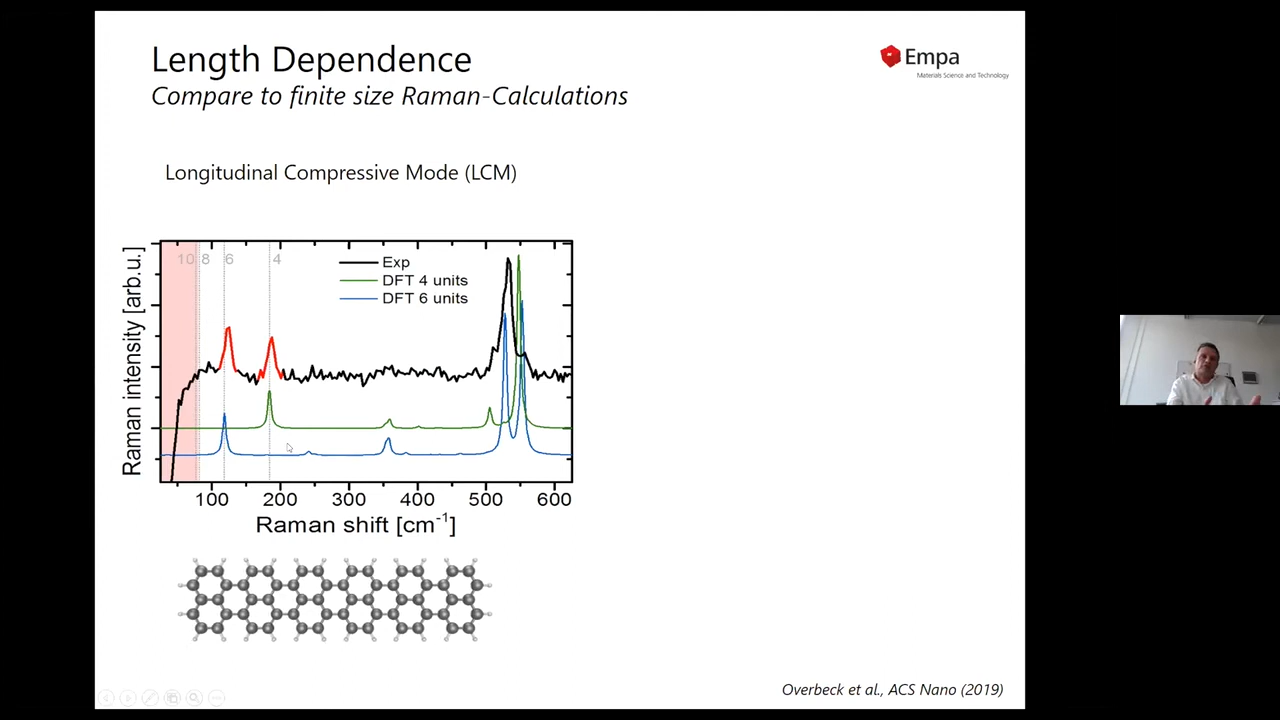 Length Dependence
Compare to finite size Raman-Calculations
Empa
Materials Science and Technology
Longitudinal Compressive Mode (LCM)
10 8 6 4
Exp
DFT 4 units
DFT 6 units
Raman intensity [arb.u.]
100 200 300 400 500 600
Raman shift [cm⁻¹]
Overbeck et al., ACS Nano (2019)